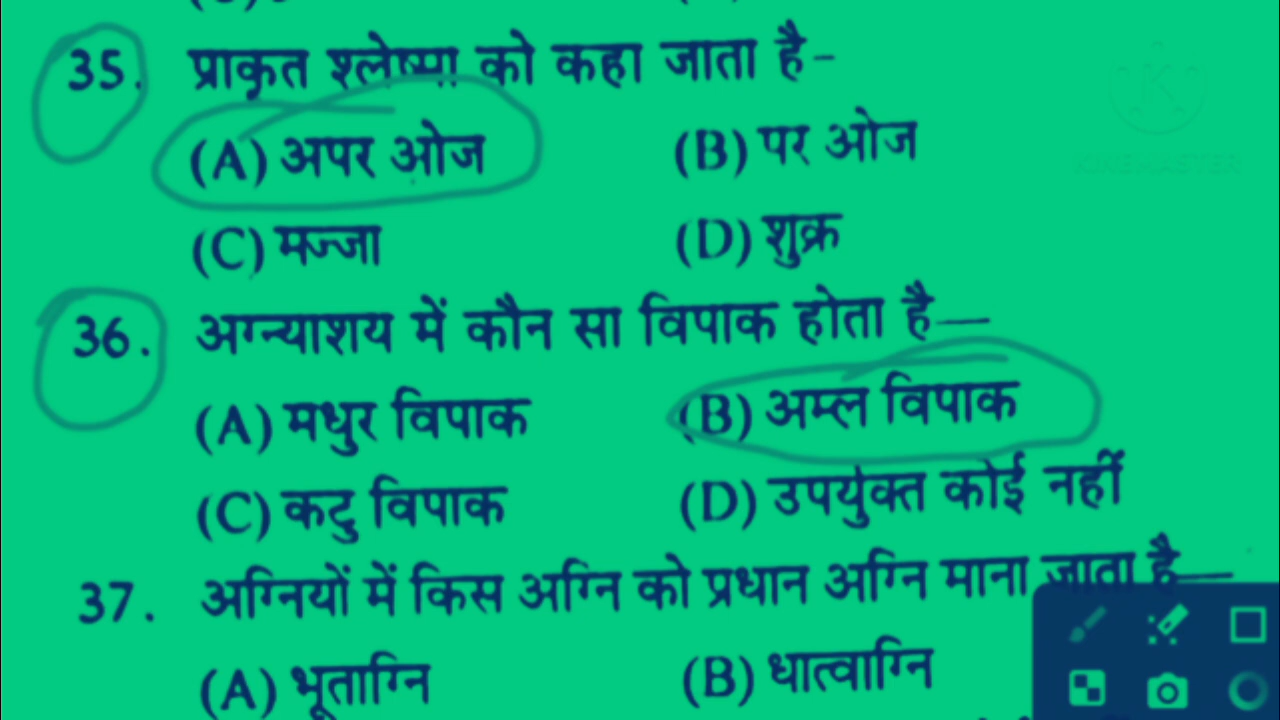 35. प्राकृत श्लेष्मा को कहा जाता है-
(A) अपर ओज (B) पर ओज
(C) मज्जा (D) शुक्र
36. अग्न्याशय में कौन सा विपाक होता है—
(A) मधुर विपाक (B) अम्ल विपाक
(C) कटु विपाक (D) उपर्युक्त कोई नहीं
37. अग्नियों में किस अग्नि को प्रधान अग्नि माना जाता है—
(A) भूताग्नि (B) धात्वाग्नि
KINEMASTER